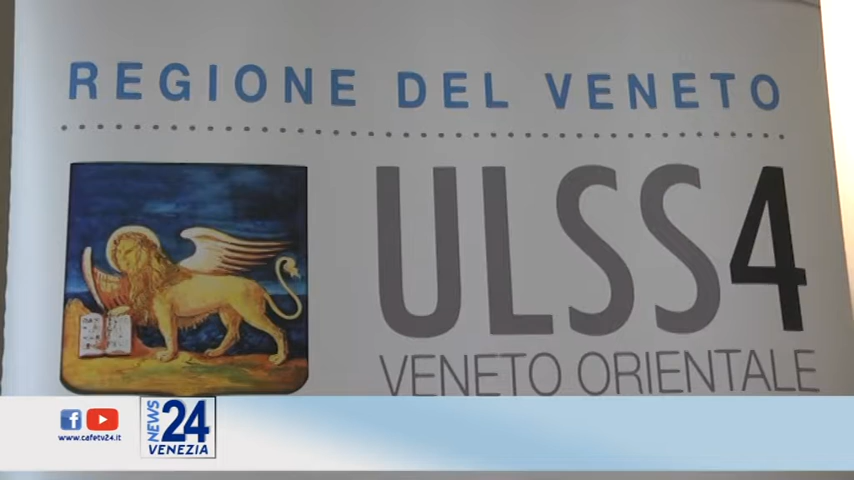 REGIONE DEL VENETO
ULSS4
VENETO ORIENTALE
NEWS
24
VENEZIA
www.cafetv24.it